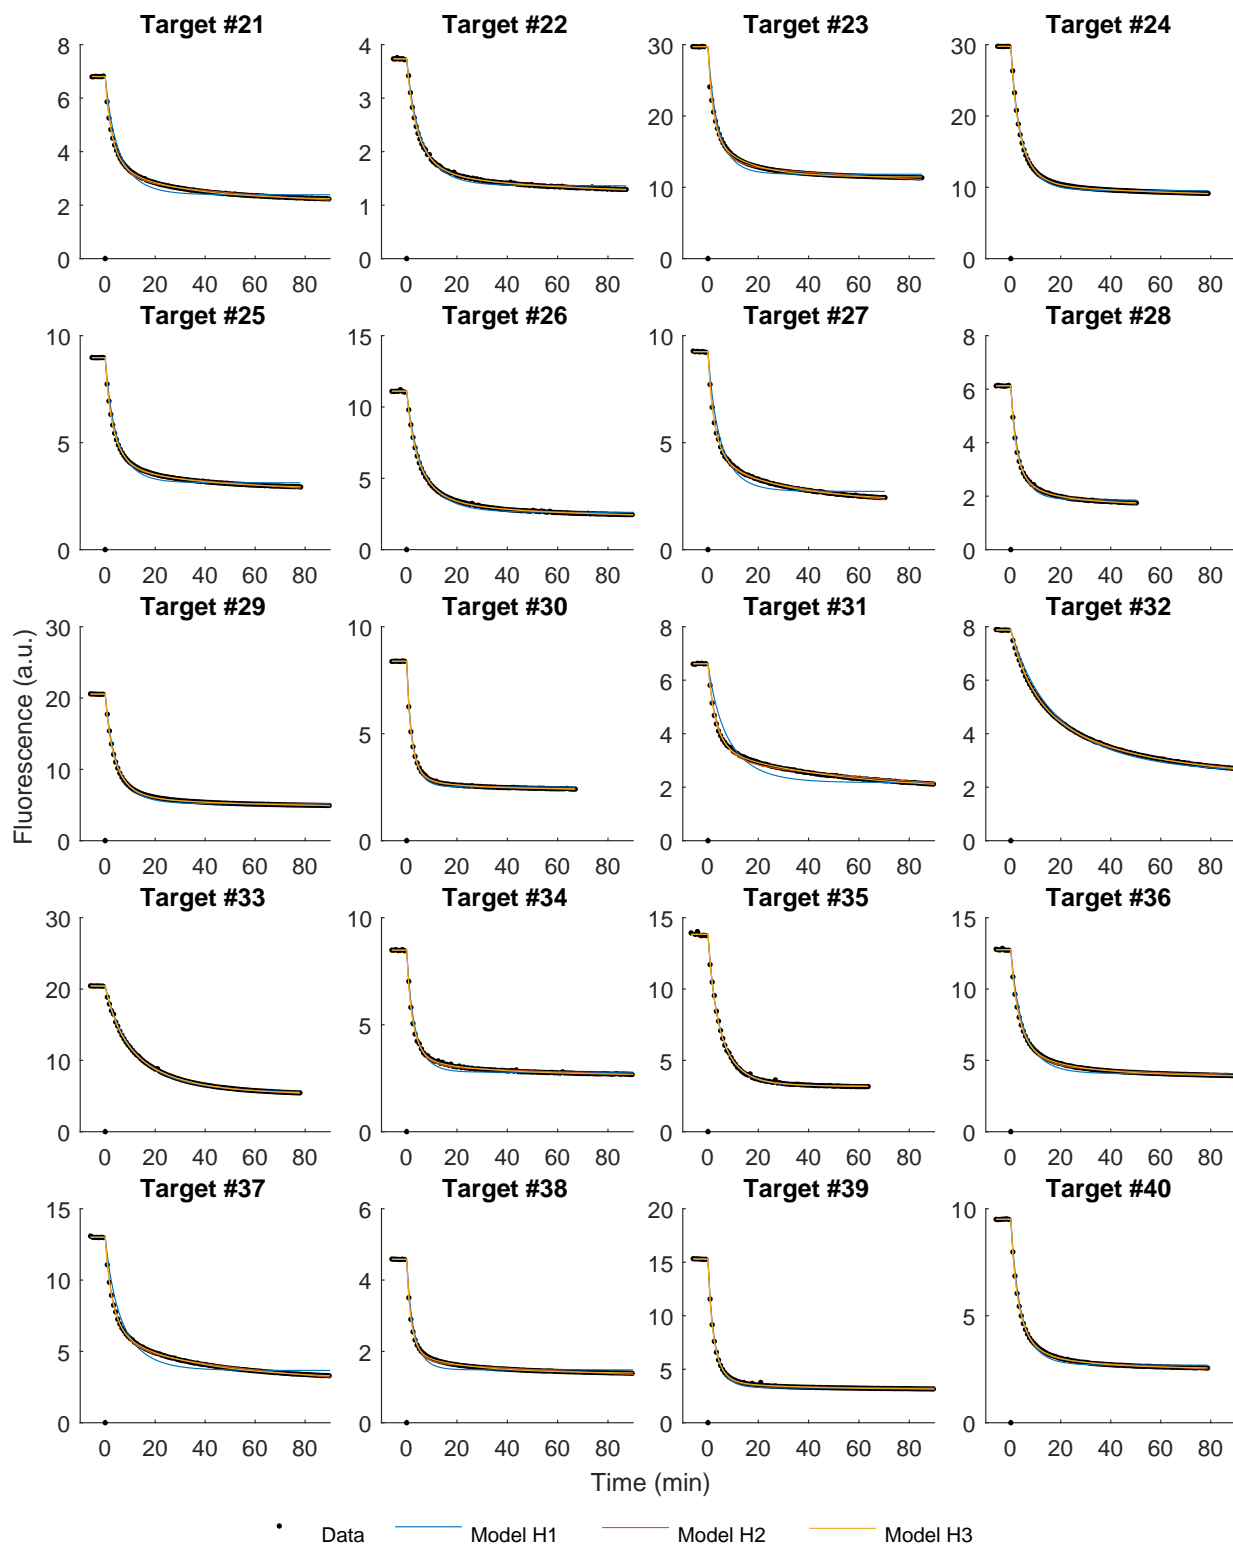 Target #21 Target #22 Target #23 Target #24
8 4 30 30
6 3 20 20
4 2 10 10
2 1 0 0
0 0
0 20 40 60 80 0 20 40 60 80 0 20 40 60 80 0 20 40 60 80
Target #25 Target #26 Target #27 Target #28
10 15 10 8
5 10 5 6
0 5 0 4
0 2
0
0 20 40 60 80 0 20 40 60 80 0 20 40 60 80 0 20 40 60 80
Target #29 Target #30 Target #31 Target #32
30 10 8 8
20 5 6 6
10 0 4 4
0 2 2
0 0
0 20 40 60 80 0 20 40 60 80 0 20 40 60 80 0 20 40 60 80
Fluorescence (a.u.)
Target #33 Target #34 Target #35 Target #36
30 10 15 15
20 5 10 10
10 0 5 5
0 0 0
0 20 40 60 80 0 20 40 60 80 0 20 40 60 80 0 20 40 60 80
Target #37 Target #38 Target #39 Target #40
15 6 20 10
10 4 15 5
5 2 10 0
0 0 5
0
0 20 40 60 80 0 20 40 60 80 0 20 40 60 80 0 20 40 60 80
Time (min)
Data Model H1 Model H2 Model H3